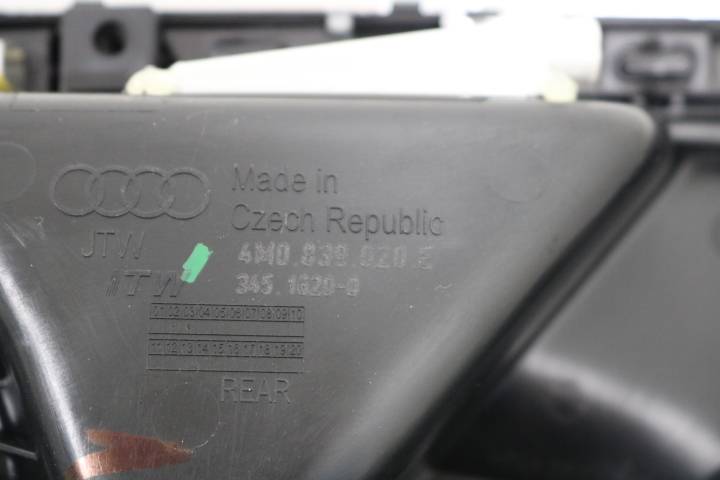 Made in
Czech Republic
JTW
4M0.839.020.E
ITW
345.1620-0
01|02|03|04|05|06|07|08|09|10
11|12|13|14|15|16|17|18|19|20
REAR